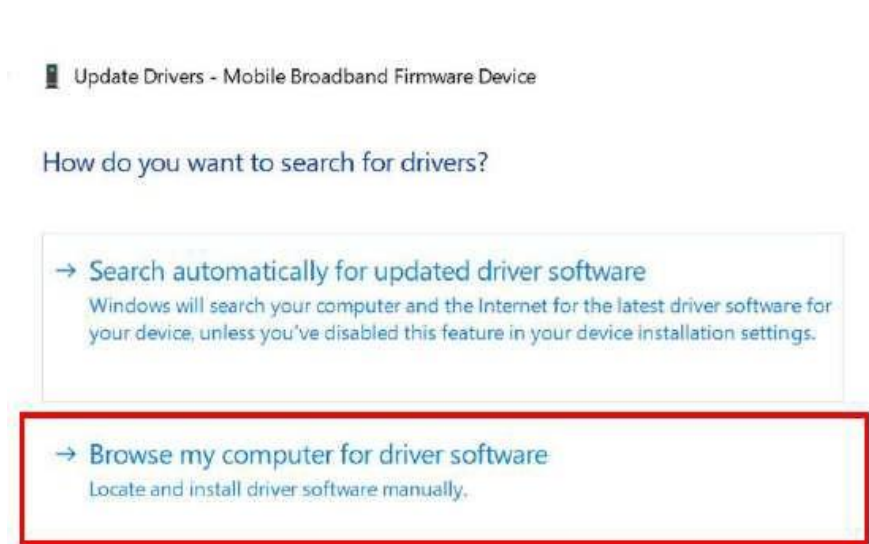 Update Drivers - Mobile Broadband Firmware Device
How do you want to search for drivers?
→ Search automatically for updated driver software
Windows will search your computer and the Internet for the latest driver software for
your device, unless you've disabled this feature in your device installation settings.
→ Browse my computer for driver software
Locate and install driver software manually.